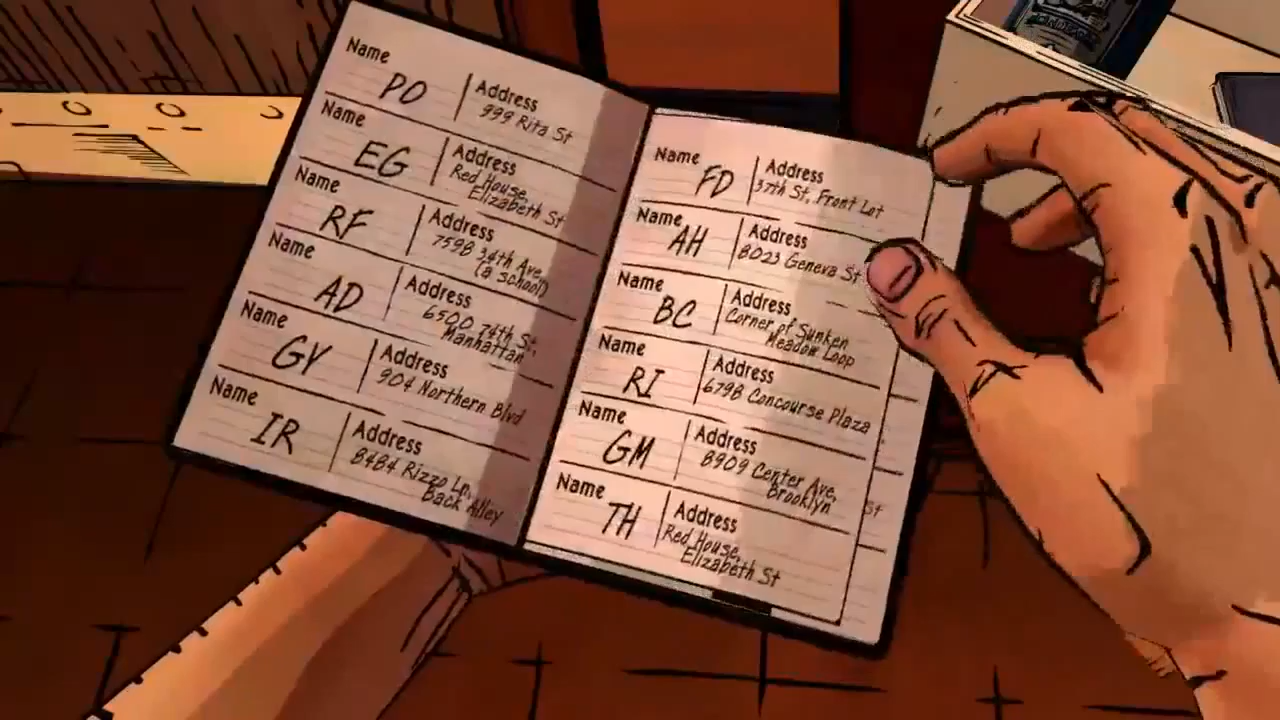 Name
PO
Address
999 Rita St
Name
EG
Address
Red House,
Elizabeth St
Name
RF
Address
7598 34th Ave,
(a school)
Name
AD
Address
6500 74th St,
Manhattan
Name
GY
Address
904 Northern Blvd
Name
IR
Address
8484 Rizzo Ln,
Back Alley
Name
FD
Address
37th St, Front Lot
Name
AH
Address
8023 Geneva St
Name
BC
Address
Corner of Sunken
Meadow Loop
Name
RI
Address
6798 Concourse Plaza
Name
GM
Address
8909 Center Ave,
Brooklyn
St
Name
TH
Address
Red House,
Elizabeth St